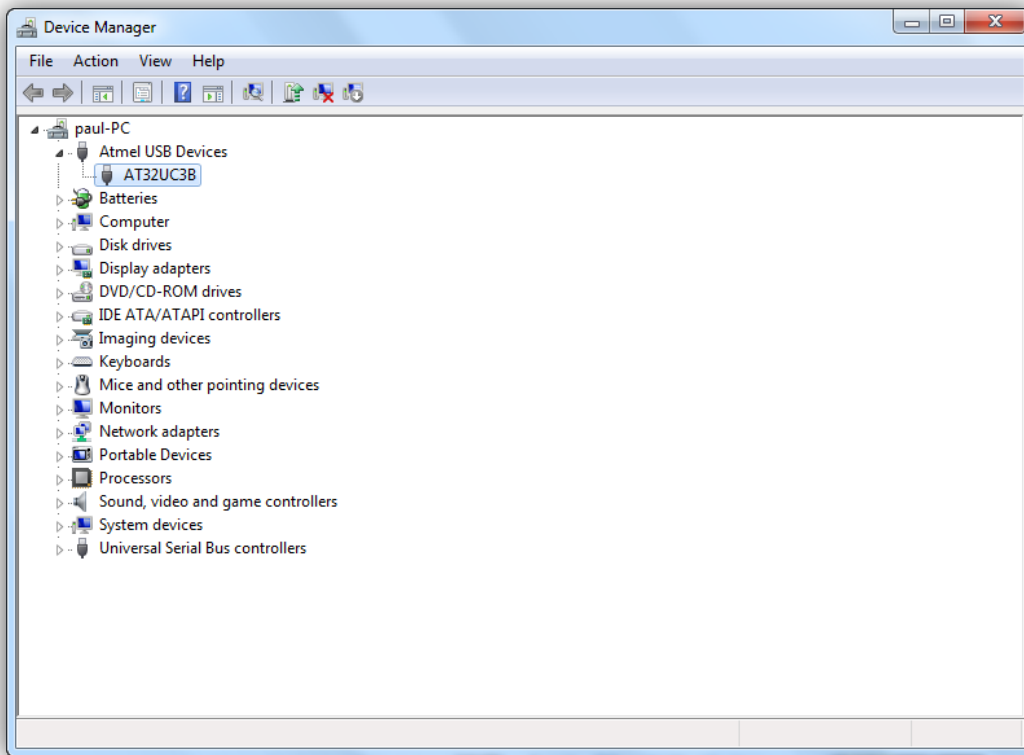 Device Manager
File Action View Help
paul-PC
Atmel USB Devices
AT32UC3B
Batteries
Computer
Disk drives
Display adapters
DVD/CD-ROM drives
IDE ATA/ATAPI controllers
Imaging devices
Keyboards
Mice and other pointing devices
Monitors
Network adapters
Portable Devices
Processors
Sound, video and game controllers
System devices
Universal Serial Bus controllers